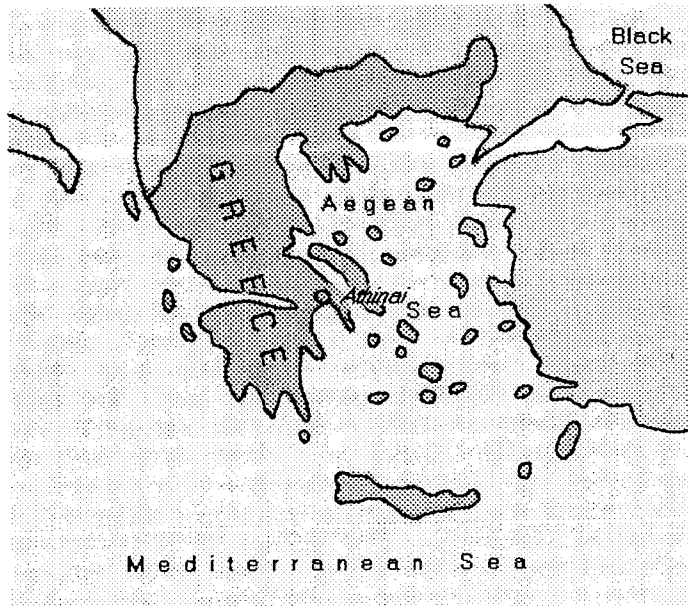 Black
Sea
GREECE
Aegean
Athinai
Sea
Mediterranean Sea